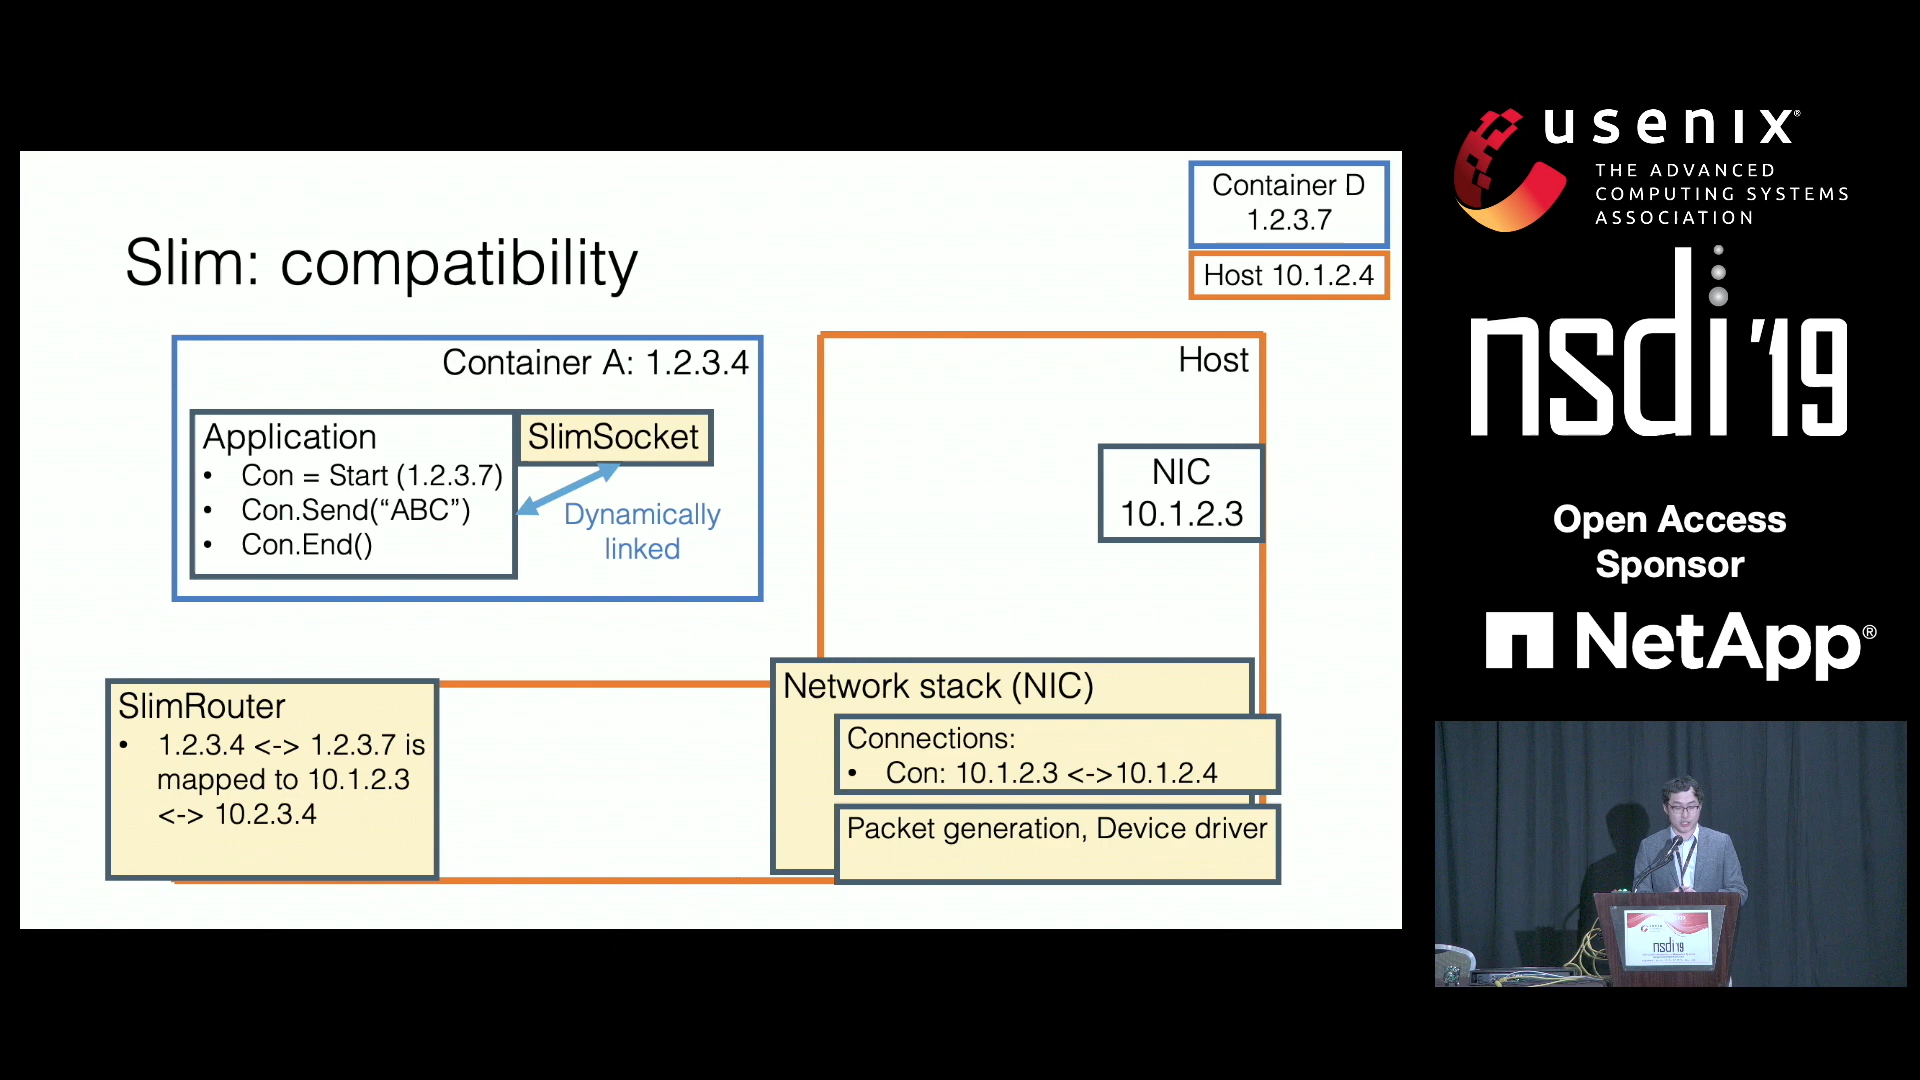 Slim: compatibility
Container D
1.2.3.7
Host 10.1.2.4
Container A: 1.2.3.4
Application
• Con = Start (1.2.3.7)
• Con.Send(“ABC”)
• Con.End()
SlimSocket
Dynamically
linked
Host
NIC
10.1.2.3
SlimRouter
• 1.2.3.4 <-> 1.2.3.7 is
mapped to 10.1.2.3
<-> 10.2.3.4
Network stack (NIC)
Connections:
• Con: 10.1.2.3 <->10.1.2.4
Packet generation, Device driver
usenix®
THE ADVANCED
COMPUTING SYSTEMS
ASSOCIATION
nsdi '19
Open Access
Sponsor
NetApp®
nsdi '19